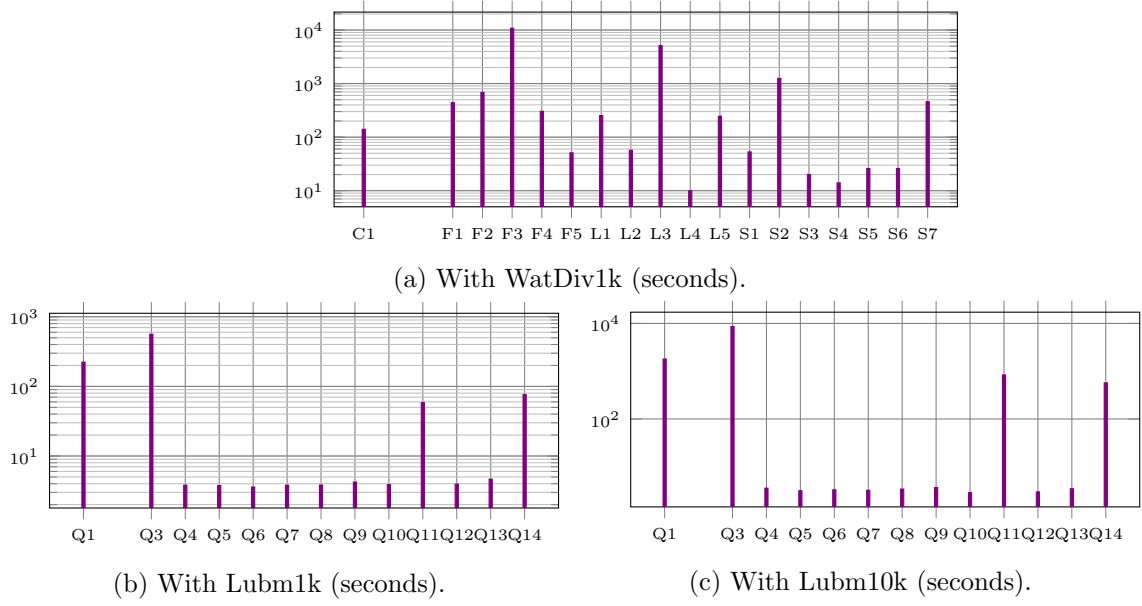 10^4
10^3
10^2
10^1
C1 F1 F2 F3 F4 F5 L1 L2 L3 L4 L5 S1 S2 S3 S4 S5 S6 S7
(a) With WatDiv1k (seconds).
10^3
10^2
10^1
Q1 Q3 Q4 Q5 Q6 Q7 Q8 Q9 Q10 Q11 Q12 Q13 Q14
(b) With Lubm1k (seconds).
10^4
10^2
Q1 Q3 Q4 Q5 Q6 Q7 Q8 Q9 Q10 Q11 Q12 Q13 Q14
(c) With Lubm10k (seconds).